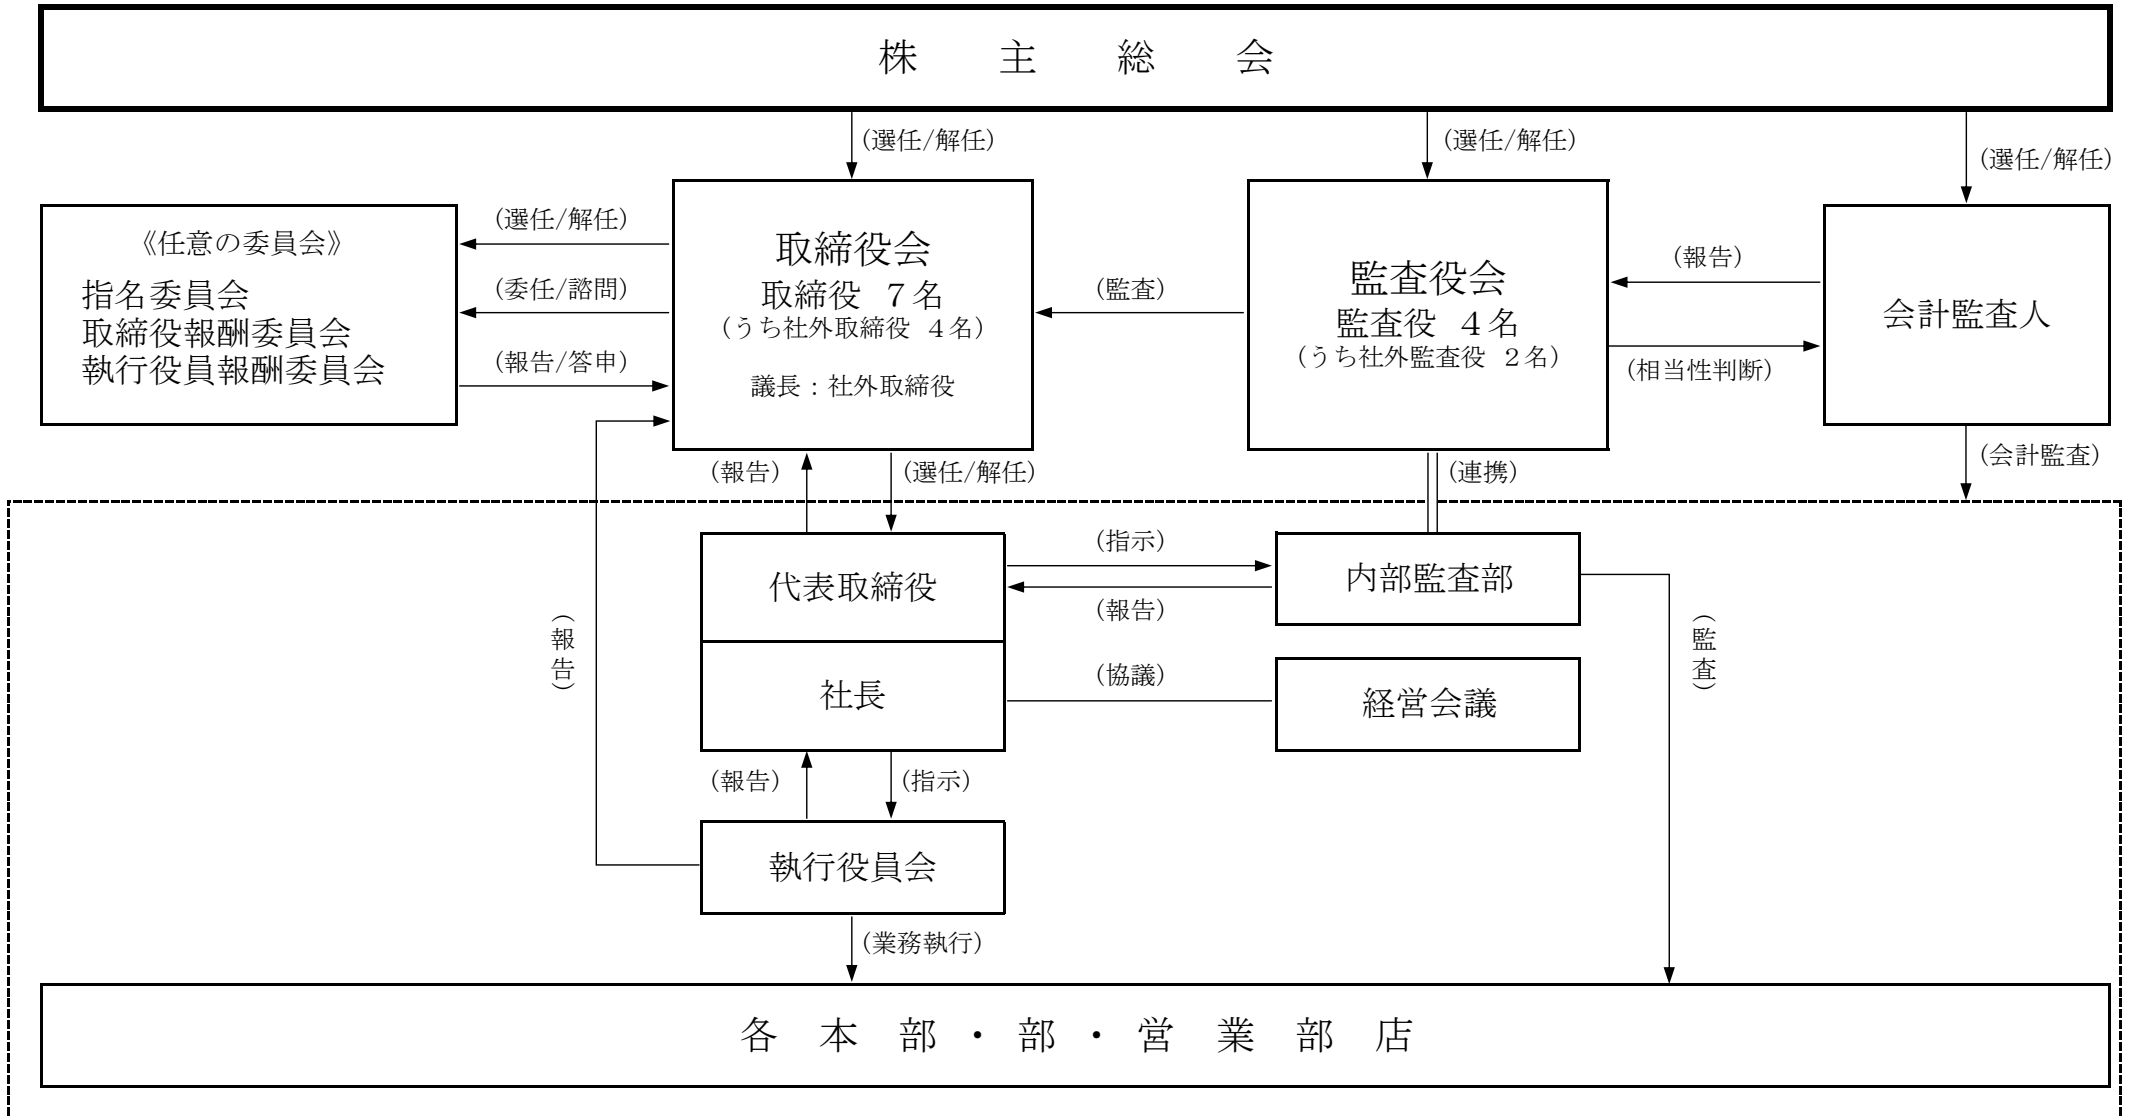 株主総会
(選任/解任)
(選任/解任)
(選任/解任)
《任意の委員会》
指名委員会
取締役報酬委員会
執行役員報酬委員会
(選任/解任)
(委任/諮問)
(報告/答申)
取締役会
取締役 7名
(うち社外取締役 4名)
議長：社外取締役
(監査)
監査役会
監査役 4名
(うち社外監査役 2名)
(報告)
(相当性判断)
会計監査人
(報告)
(選任/解任)
(連携)
(会計監査)
代表取締役
社長
(指示)
(報告)
(協議)
内部監査部
経営会議
(報告)
(監査)
(報告)
(指示)
執行役員会
(業務執行)
各本部・部・営業部店